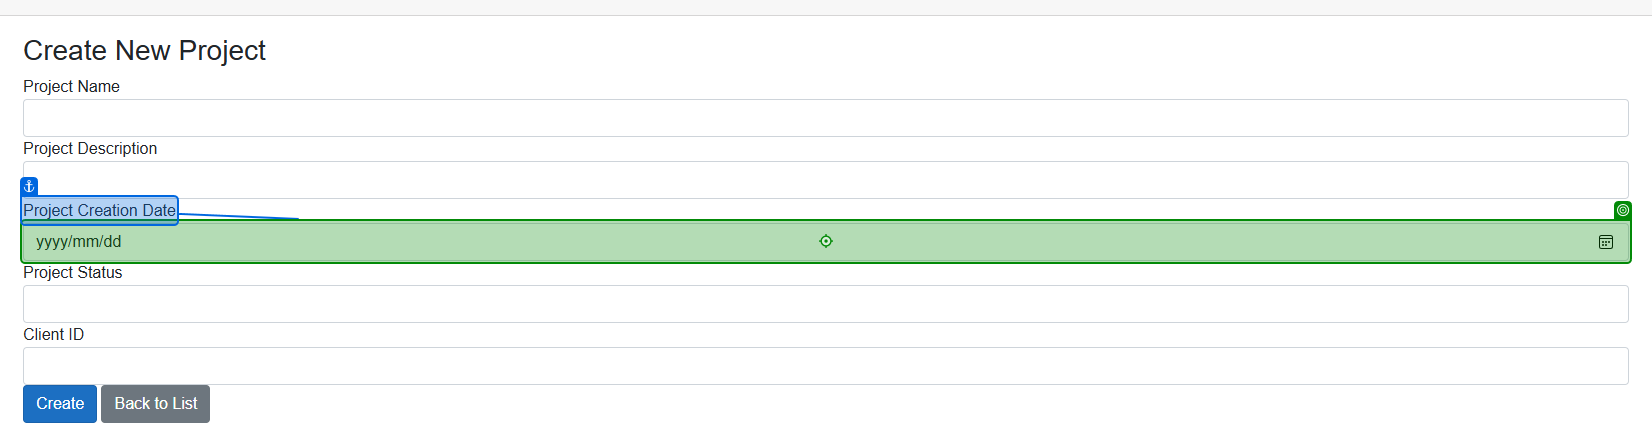 Create New Project
Project Name
Project Description
Project Creation Date
yyyy/mm/dd
Project Status
Client ID
Create Back to List